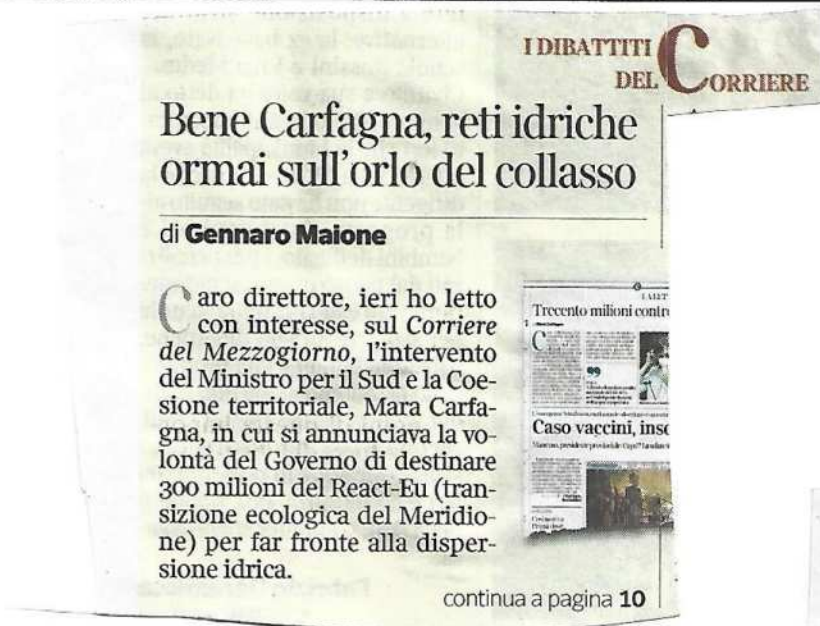 I DIBATTITI
DEL CORRIERE
Bene Carfagna, reti idriche
ormai sull'orlo del collasso
di Gennaro Maione
Caro direttore, ieri ho letto
con interesse, sul Corriere
del Mezzogiorno, l'intervento
del Ministro per il Sud e la Coe-
sione territoriale, Mara Carfa-
gna, in cui si annunciava la vo-
lontà del Governo di destinare
300 milioni del React-Eu (tran-
sizione ecologica del Meridio-
ne) per far fronte alla disper-
sione idrica.
Trecento milioni contr
Caso vaccini, inso
continua a pagina 10